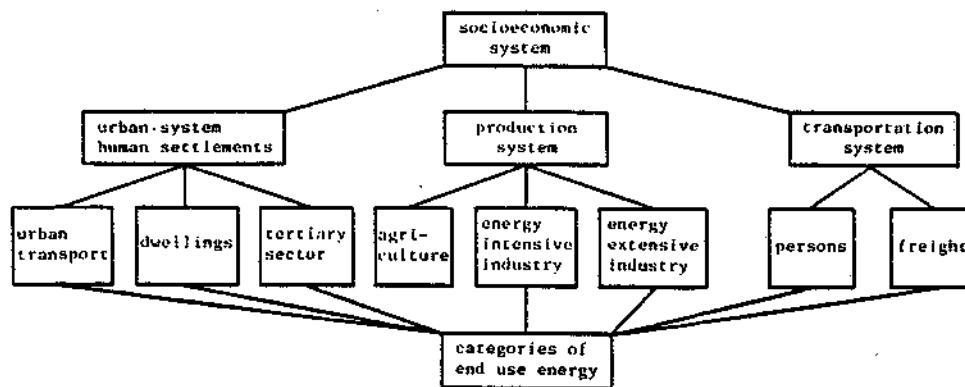 socioeconomic
system
urban-system
human settlements
production
system
transportation
system
urban
transport
dwellings
tertiary
sector
agri-
culture
energy
intensive
industry
energy
extensive
industry
persons
freight
categories of
end use energy